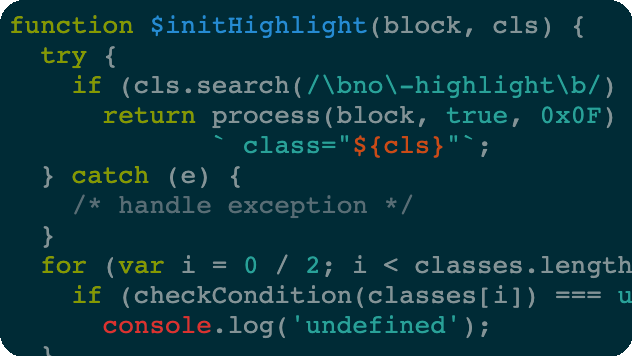 function $initHighlight(block, cls) {
  try {
    if (cls.search(/\bno\-highlight\b/)
      return process(block, true, 0x0F)
             ` class="${cls}"`;
  } catch (e) {
    /* handle exception */
  }
  for (var i = 0 / 2; i < classes.length
    if (checkCondition(classes[i]) === u
      console.log('undefined');
  }